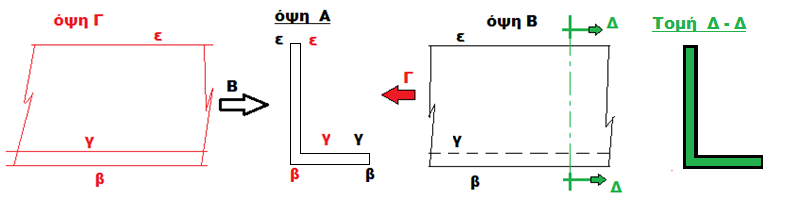 όψη Γ
ε
γ
β
Β
όψη Α
ε ε
γ γ
β β
Γ
όψη Β
ε
γ
β
Δ
Δ
Τομή Δ - Δ